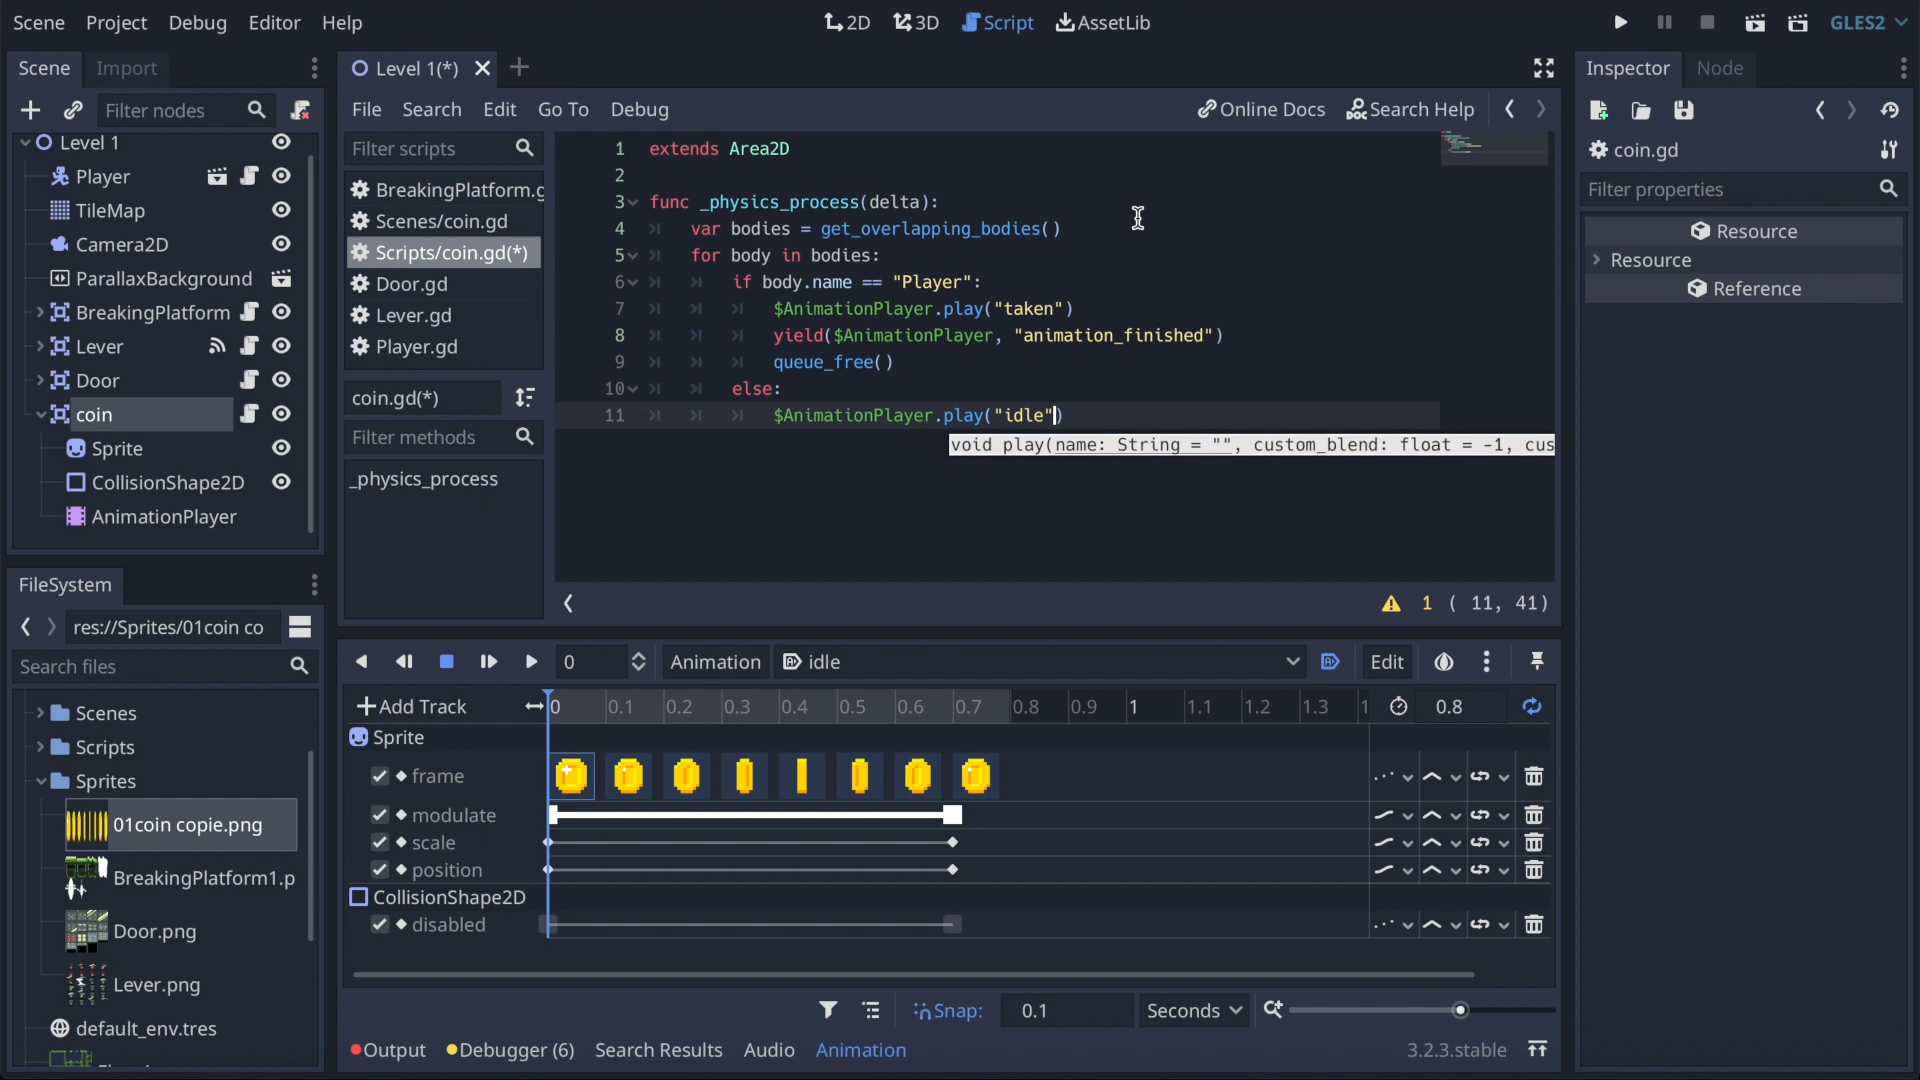 Scene Project Debug Editor Help
2D 3D Script AssetLib
GLES2
Scene Import
Filter nodes
Level 1
Player
TileMap
Camera2D
ParallaxBackground
BreakingPlatform
Lever
Door
coin
Sprite
CollisionShape2D
AnimationPlayer
FileSystem
res://Sprites/01coin co
Search files
Scenes
Scripts
Sprites
01coin copie.png
BreakingPlatform1.p
Door.png
Lever.png
default_env.tres
Level 1(*)
File Search Edit Go To Debug
Online Docs Search Help
Filter scripts
BreakingPlatform.g
Scenes/coin.gd
Scripts/coin.gd(*)
Door.gd
Lever.gd
Player.gd
coin.gd(*)
Filter methods
_physics_process
1 extends Area2D
2
3 func _physics_process(delta):
4 var bodies = get_overlapping_bodies()
5 for body in bodies:
6 if body.name == "Player":
7 $AnimationPlayer.play("taken")
8 yield($AnimationPlayer, "animation_finished")
9 queue_free()
10 else:
11 $AnimationPlayer.play("idle")
void play(name: String = "", custom_blend: float = -1, cus
1 ( 11, 41)
0 Animation idle Edit
Add Track 0 0.1 0.2 0.3 0.4 0.5 0.6 0.7 0.8 0.9 1 1.1 1.2 1.3 1 0.8
Sprite
frame
modulate
scale
position
CollisionShape2D
disabled
Snap: 0.1 Seconds
Output Debugger (6) Search Results Audio Animation 3.2.3.stable
Inspector Node
coin.gd
Filter properties
Resource
Resource
Reference